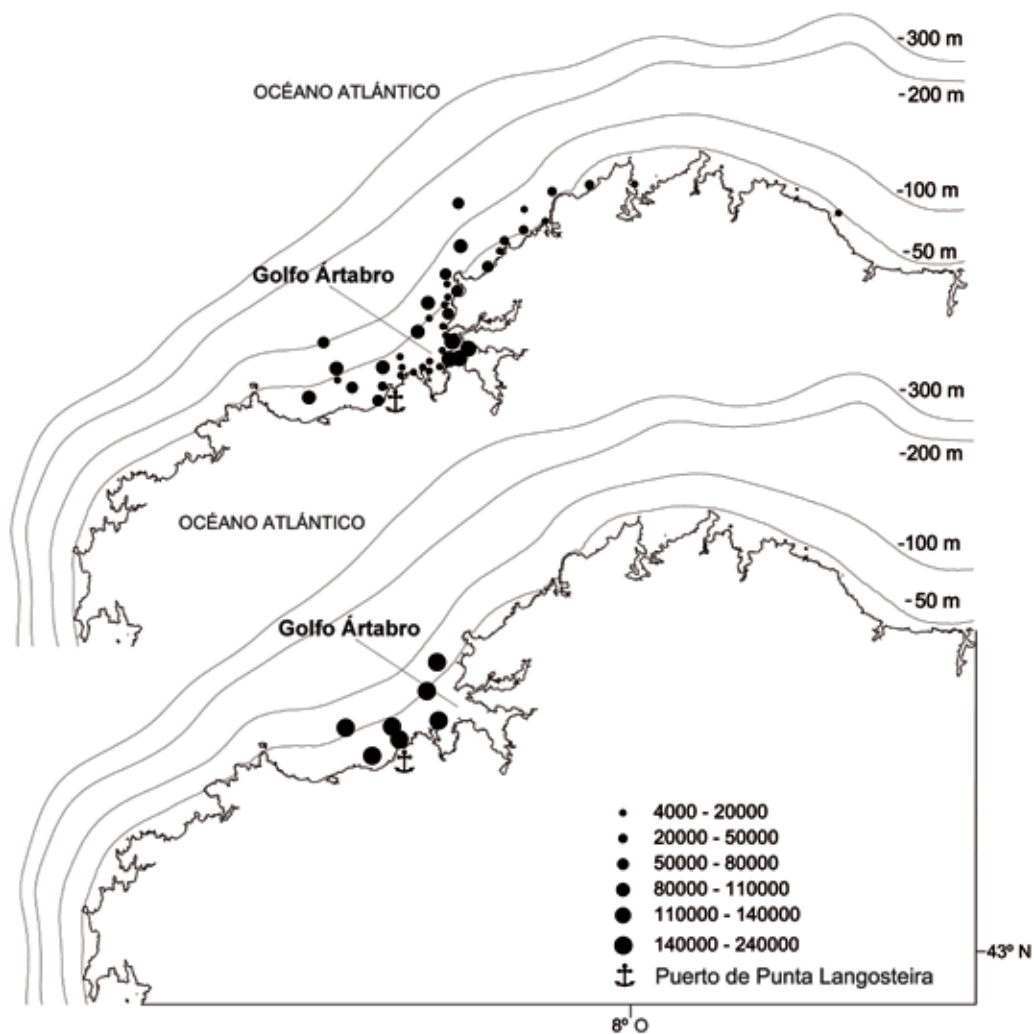 -300 m
OCÉANO ATLÁNTICO
-200 m
-100 m
-50 m
Golfo Ártabro
-300 m
-200 m
OCÉANO ATLÁNTICO
-100 m
-50 m
Golfo Ártabro
4000 - 20000
20000 - 50000
50000 - 80000
80000 - 110000
110000 - 140000
140000 - 240000
Puerto de Punta Langosteira
43º N
8º O